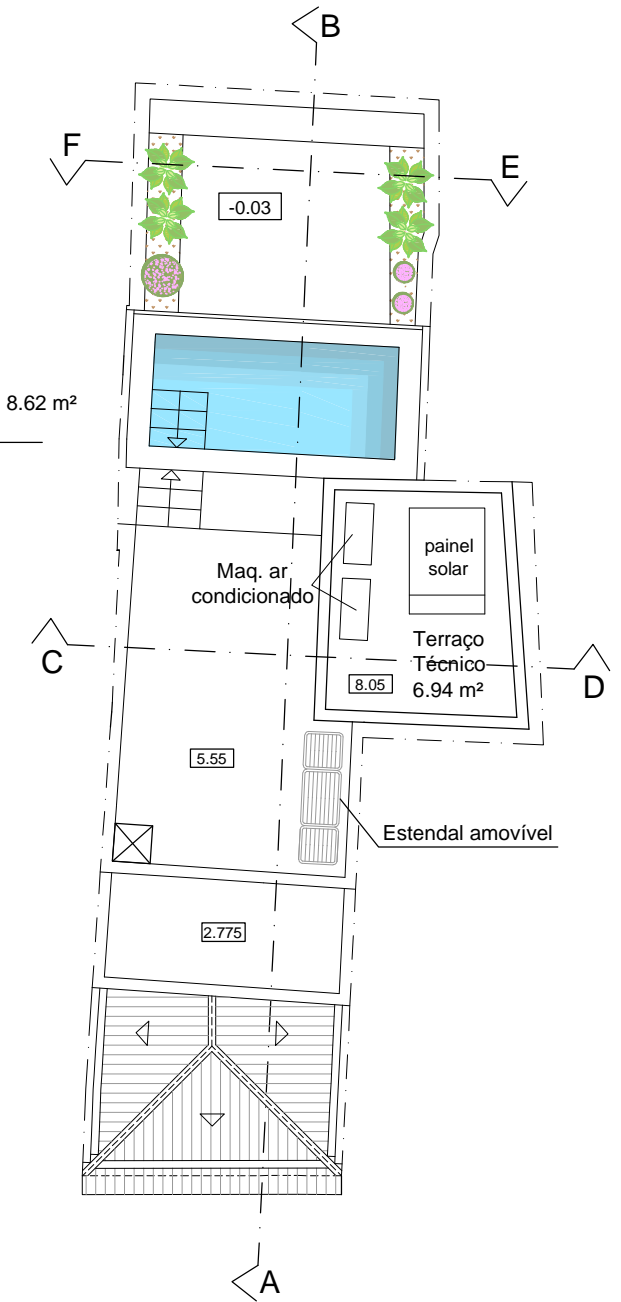 B
F
E
-0.03
8.62 m²
painel
solar
Maq. ar
condicionado
Terraço
Técnico
6.94 m²
C
D
8.05
5.55
Estendal amovível
2.775
A